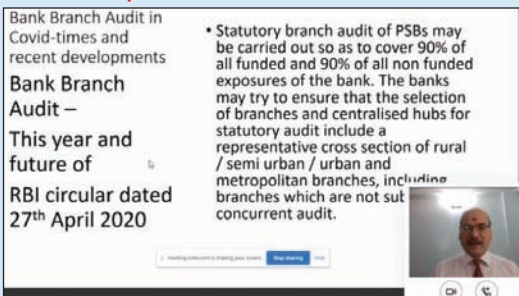 Bank Branch Audit in
Covid-times and
recent developments
Bank Branch
Audit –
This year and
future of
RBI circular dated
27th April 2020
• Statutory branch audit of PSBs may
be carried out so as to cover 90% of
all funded and 90% of all non funded
exposures of the bank. The banks
may try to ensure that the selection
of branches and centralised hubs for
statutory audit include a
representative cross section of rural
/ semi urban / urban and
metropolitan branches, including
branches which are not sub
concurrent audit.
is sharing your screen.
Stop sharing
Hide